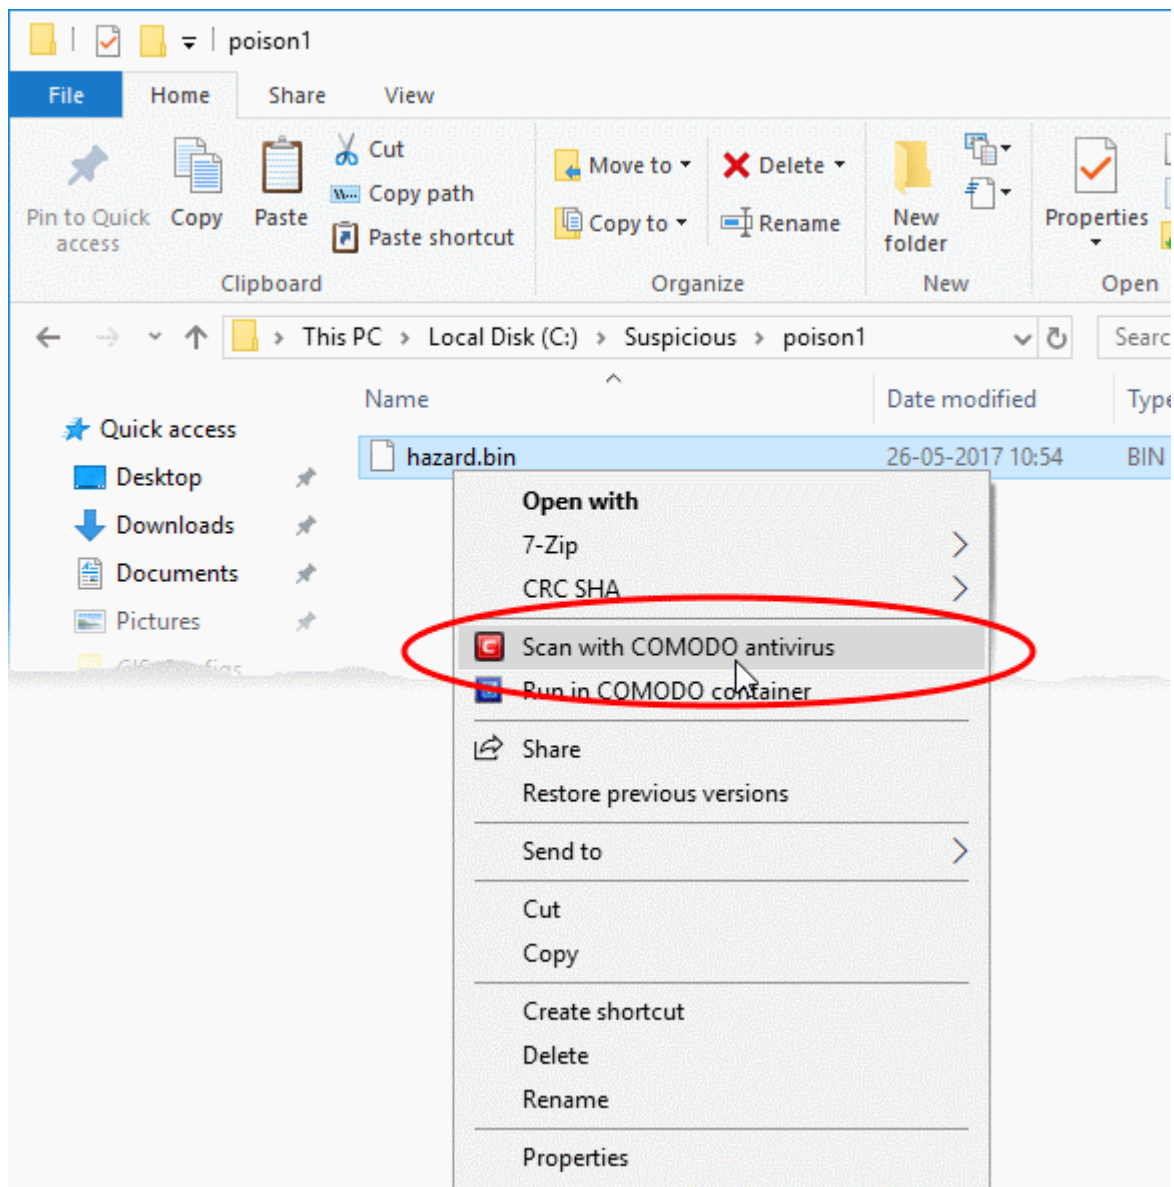 poison1
File Home Share View
Pin to Quick access
Copy
Paste
Cut
Copy path
Paste shortcut
Clipboard
Move to
Copy to
Delete
Rename
Organize
New folder
New
Properties
Open
This PC > Local Disk (C:) > Suspicious > poison1
Name Date modified
Quick access
Desktop
Downloads
Documents
Pictures
hazard.bin 26-05-2017 10:54 BIN
Open with
7-Zip
CRC SHA
Scan with COMODO antivirus
Run in COMODO container
Share
Restore previous versions
Send to
Cut
Copy
Create shortcut
Delete
Rename
Properties